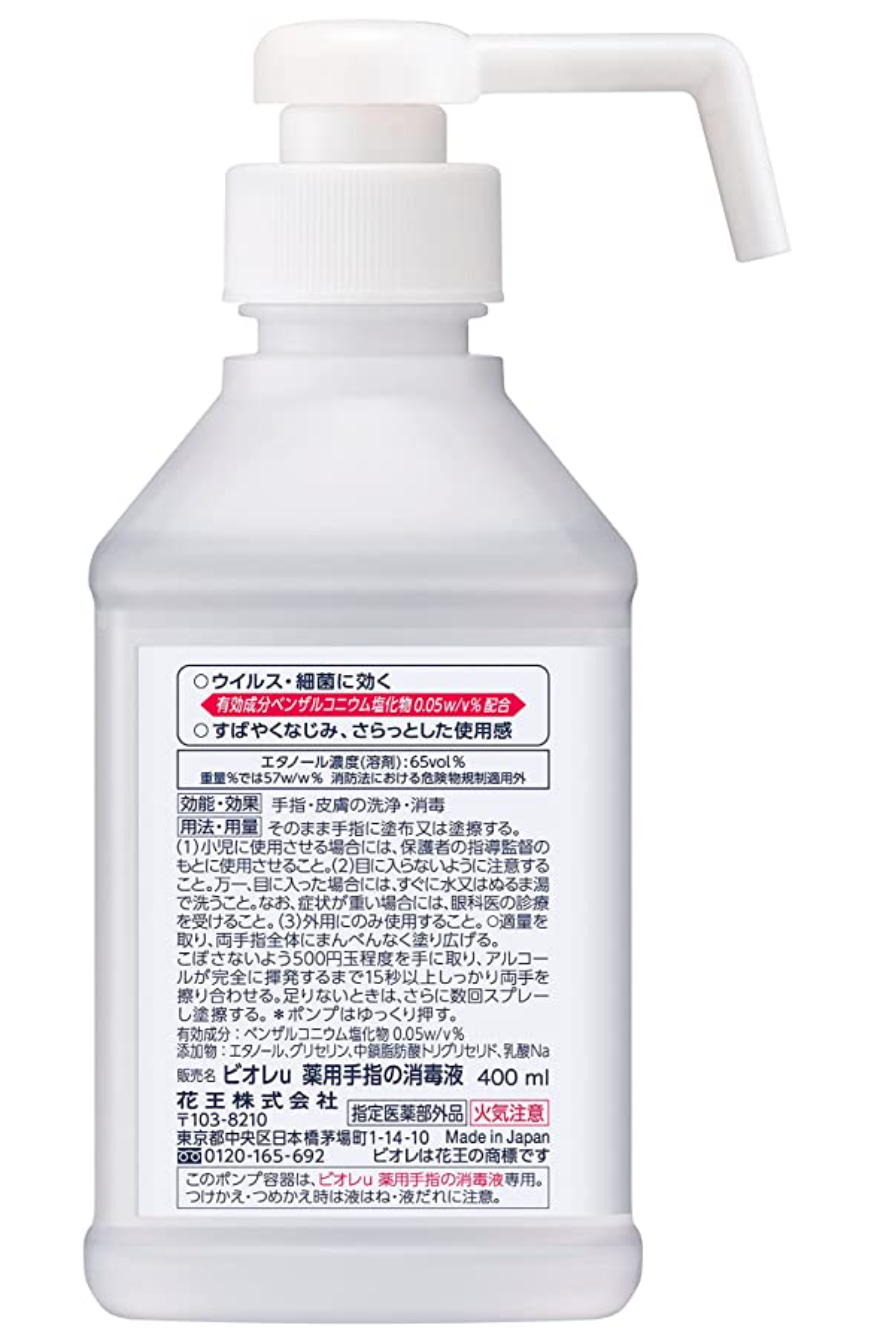 ○ウイルス・細菌に効く
有効成分ベンザルコニウム塩化物0.05w/v%配合
○すばやくなじみ、さらっとした使用感
エタノール濃度(溶剤):65vol%
重量%では57w/w% 消防法における危険物規制適用外
効能・効果 手指・皮膚の洗浄・消毒
用法・用量 そのまま手指に塗布又は塗擦する。
(1)小児に使用させる場合には、保護者の指導監督の
もとに使用させること。(2)目に入らないように注意する
こと。万一、目に入った場合には、すぐに水又はぬるま湯
で洗うこと。なお、症状が重い場合には、眼科医の診療
を受けること。(3)外用にのみ使用すること。○適量を
取り、両手指全体にまんべんなく塗り広げる。
こぼさないよう500円玉程度を手に取り、アルコー
ルが完全に揮発するまで15秒以上しっかり両手を
擦り合わせる。足りないときは、さらに数回スプレー
し塗擦する。*ポンプはゆっくり押す。
有効成分:ベンザルコニウム塩化物 0.05w/v%
添加物:エタノール、グリセリン、中鎖脂肪酸トリグリセリド、乳酸Na
販売名 ビオレu 薬用手指の消毒液 400 ml
花王株式会社
〒103-8210 指定医薬部外品 火気注意
東京都中央区日本橋茅場町1-14-10 Made in Japan
0120-165-692 ビオレは花王の商標です
このポンプ容器は、ビオレu 薬用手指の消毒液専用。
つけかえ・つめかえ時は液はね・液だれに注意。